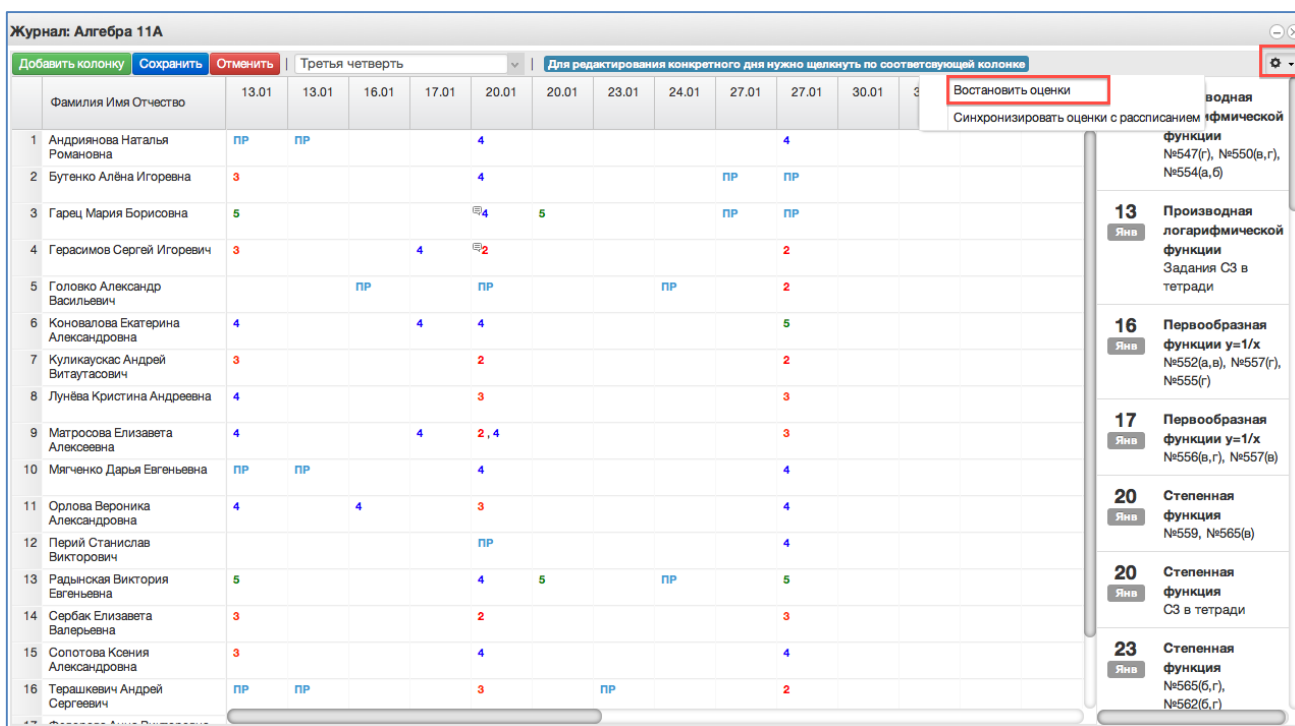 Журнал: Алгебра 11А
Добавить колонку Сохранить Отменить | Третья четверть | Для редактирования конкретного дня нужно щелкнуть по соответсвующей колонке
Востановить оценки
Синхронизировать оценки с рассписанием
Фамилия Имя Отчество 13.01 13.01 16.01 17.01 20.01 20.01 23.01 24.01 27.01 27.01 30.01
1 Андриянова Наталья Романовна ПР ПР 4 4
2 Бутенко Алёна Игоревна 3 4 ПР ПР
3 Гарец Мария Борисовна 5 4 5 ПР ПР
4 Герасимов Сергей Игоревич 3 4 2 2
5 Головко Александр Васильевич ПР ПР ПР 2
6 Коновалова Екатерина Александровна 4 4 4 5
7 Куликаускас Андрей Витаутасович 3 2 2
8 Лунёва Кристина Андреевна 4 3 3
9 Матросова Елизавета Алексеевна 4 4 2 , 4 3
10 Мягченко Дарья Евгеньевна ПР ПР 4 4
11 Орлова Вероника Александровна 4 4 3 4
12 Перий Станислав Викторович ПР 4
13 Радынская Виктория Евгеньевна 5 4 5 ПР 5
14 Сербак Елизавета Валерьевна 3 2 3
15 Сопотова Ксения Александровна 3 4 4
16 Терашкевич Андрей Сергеевич ПР ПР 3 ПР 2
функции
№547(г), №550(в,г),
№554(а,б)
13 Янв
Производная
логарифмической
функции
Задания С3 в
тетради
16 Янв
Первообразная
функции y=1/x
№552(а,в), №557(г),
№555(г)
17 Янв
Первообразная
функции y=1/x
№556(в,г), №557(в)
20 Янв
Степенная
функция
№559, №565(в)
20 Янв
Степенная
функция
С3 в тетради
23 Янв
Степенная
функция
№565(б,г),
№562(б,г)